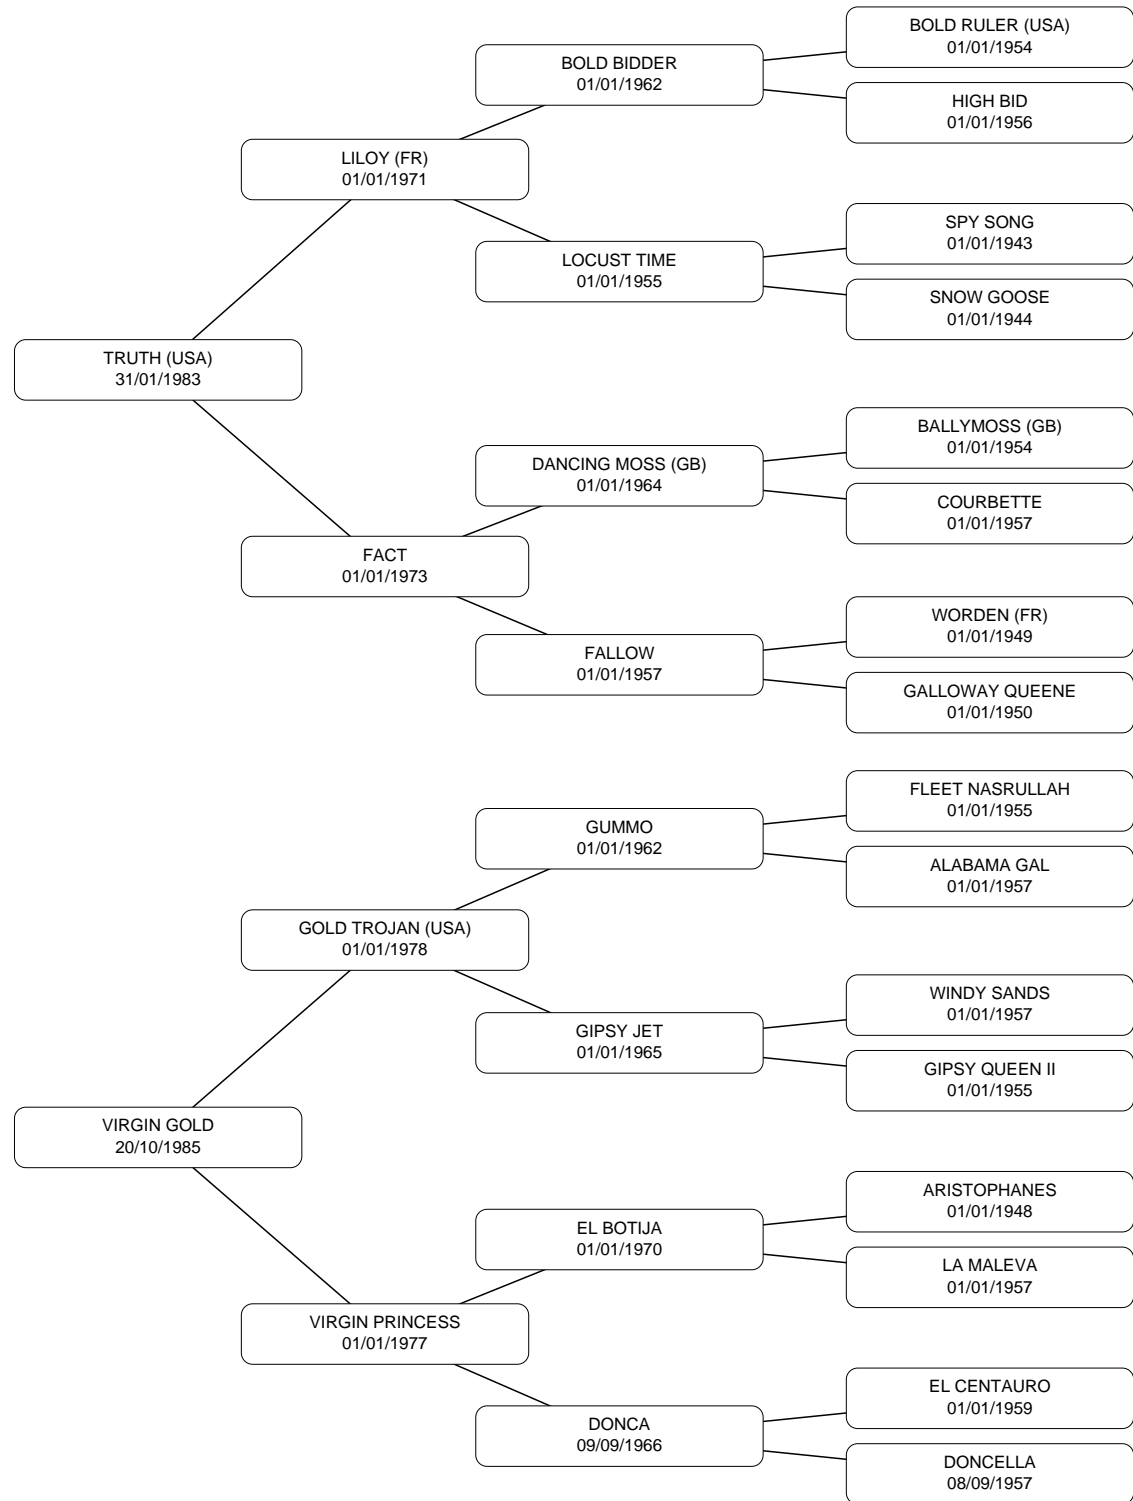 BOLD RULER (USA)
01/01/1954
BOLD BIDDER
01/01/1962
HIGH BID
01/01/1956
LILOY (FR)
01/01/1971
SPY SONG
01/01/1943
LOCUST TIME
01/01/1955
SNOW GOOSE
01/01/1944
TRUTH (USA)
31/01/1983
BALLYMOSS (GB)
01/01/1954
DANCING MOSS (GB)
01/01/1964
COURBETTE
01/01/1957
FACT
01/01/1973
WORDEN (FR)
01/01/1949
FALLOW
01/01/1957
GALLOWAY QUEENE
01/01/1950
FLEET NASRULLAH
01/01/1955
GUMMO
01/01/1962
ALABAMA GAL
01/01/1957
GOLD TROJAN (USA)
01/01/1978
WINDY SANDS
01/01/1957
GIPSY JET
01/01/1965
GIPSY QUEEN II
01/01/1955
VIRGIN GOLD
20/10/1985
ARISTOPHANES
01/01/1948
EL BOTIJA
01/01/1970
LA MALEVA
01/01/1957
VIRGIN PRINCESS
01/01/1977
EL CENTAURO
01/01/1959
DONCA
09/09/1966
DONCELLA
08/09/1957